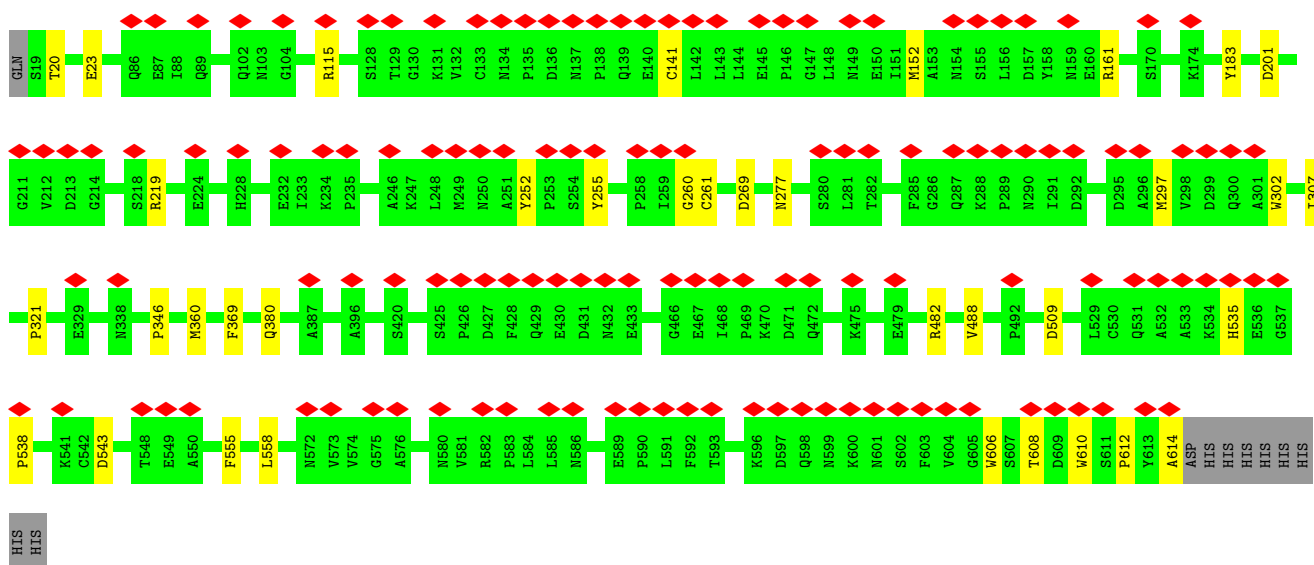 GLN S19 T20 E23 Q86 E87 I88 Q89 Q102 N103 G104 R115 S128 T129 G130 K131 V132 C133 N134 P135 D136 N137 P138 Q139 E140 C141 L142 L143 L144 E145 P146 G147 L148 N149 E150 I151 M152 A153 N154 S155 L156 D157 Y158 N159 E160 R161 S170 K174 Y183 D201
G211 V212 D213 G214 S218 R219 E224 H228 E232 I233 K234 P235 A246 K247 L248 M249 N250 A251 Y252 P253 S254 Y255 P258 I259 G260 C261 D269 N277 S280 L281 T282 F285 G286 Q287 K288 P289 N290 I291 D292 D295 A296 M297 V298 D299 Q300 A301 W302 I307
P321 E329 N338 P346 M360 F369 Q380 A387 A396 S420 S425 P426 D427 F428 Q429 E430 D431 N432 E433 G466 E467 I468 P469 K470 D471 Q472 K475 E479 R482 V488 P492 D509 L529 C530 Q531 A532 A533 K534 H535 E536 G537
P538 K541 C542 D543 T548 E549 A550 F555 L558 N572 V573 V574 G575 A576 N580 V581 R582 P583 L584 L585 N586 E589 P590 L591 F592 T593 K596 D597 Q598 N599 K600 N601 S602 F603 V604 G605 W606 S607 T608 D609 W610 S611 P612 Y613 A614 ASP HIS HIS HIS HIS HIS HIS
HIS HIS